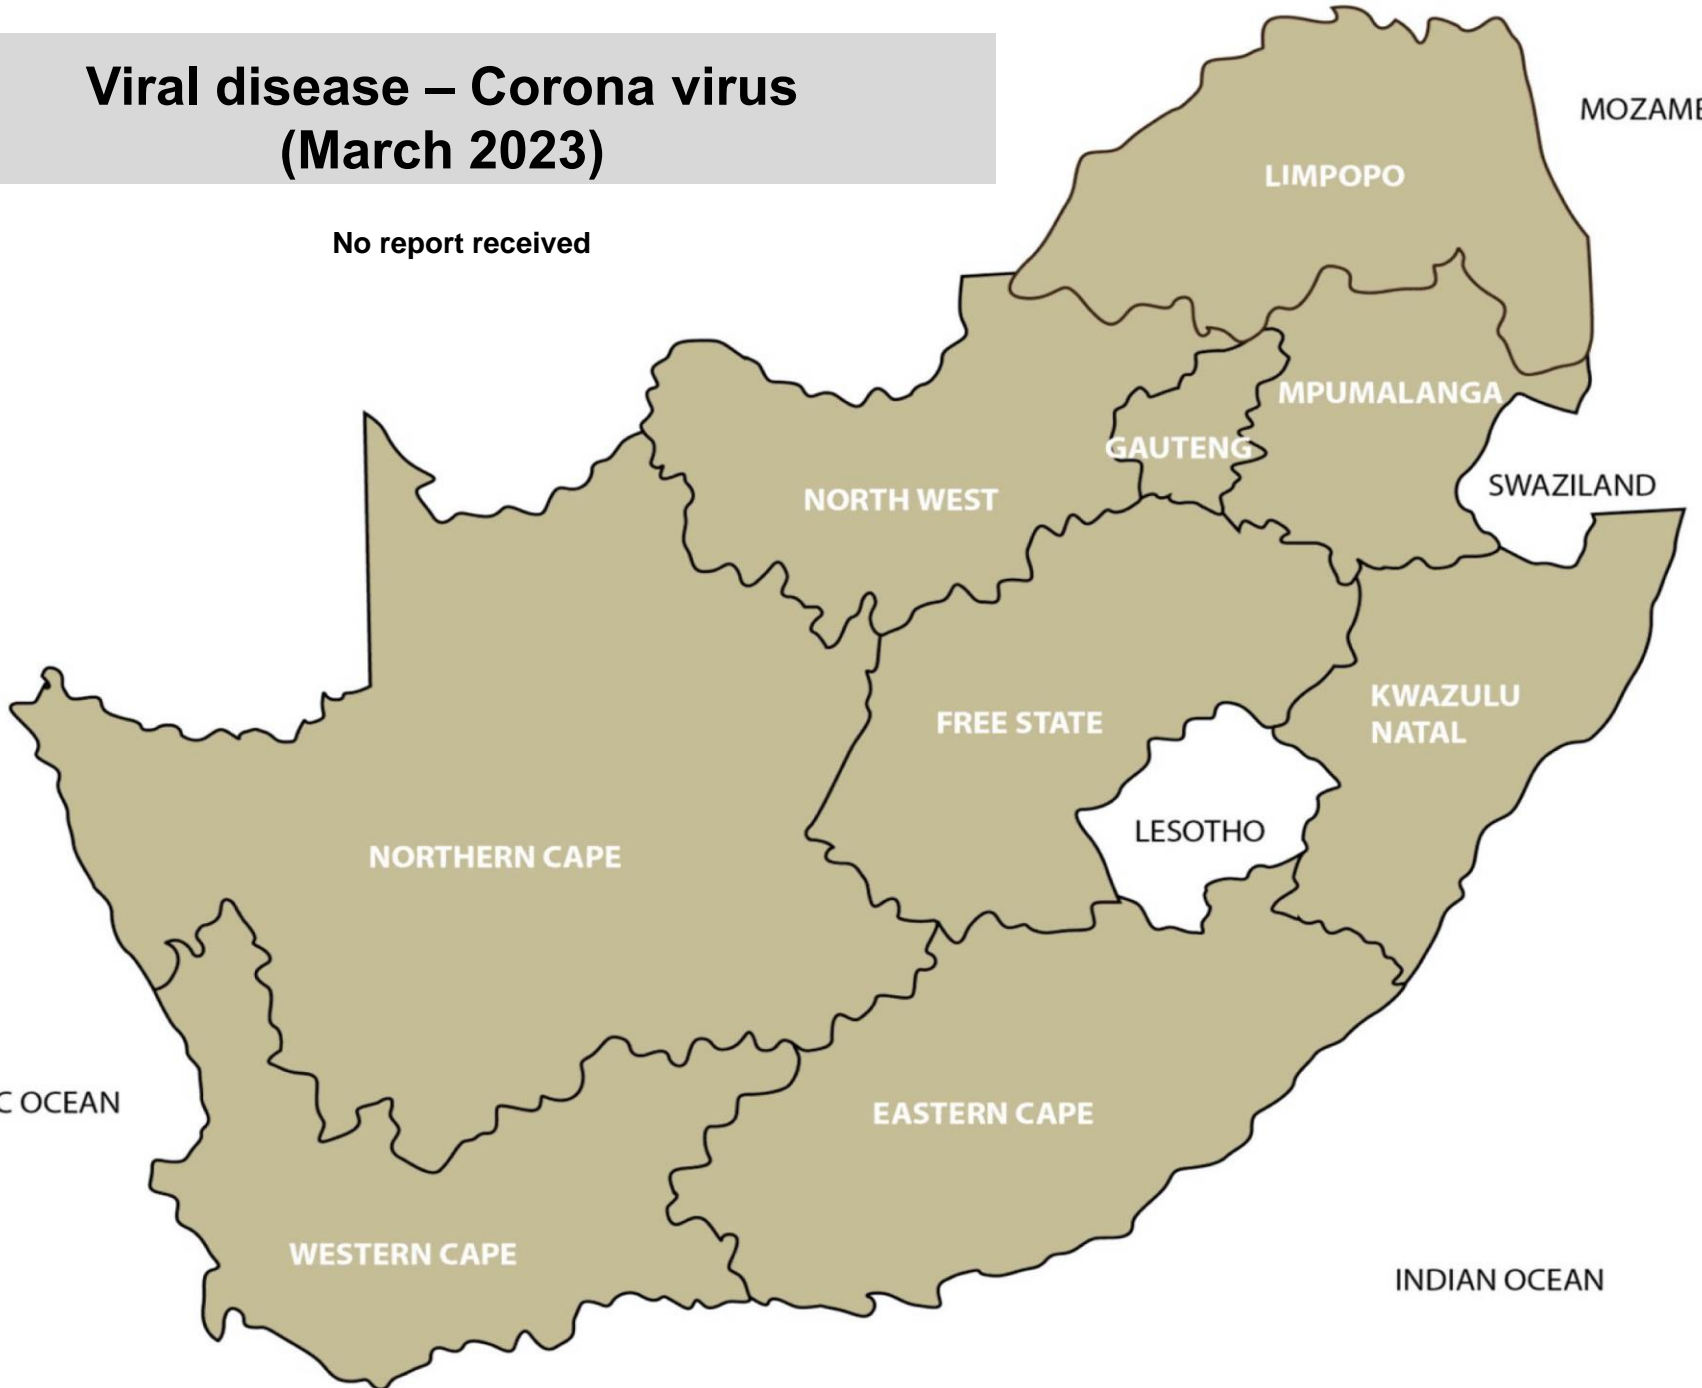 Viral disease – Corona virus
(March 2023)
No report received
MOZAMB
LIMPOPO
MPUMALANGA
GAUTENG
SWAZILAND
NORTH WEST
KWAZULU
NATAL
FREE STATE
LESOTHO
NORTHERN CAPE
C OCEAN
EASTERN CAPE
WESTERN CAPE
INDIAN OCEAN